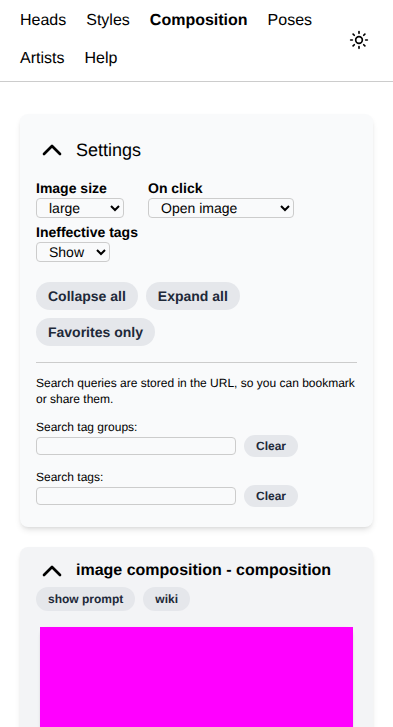 Heads Styles Composition Poses
Artists Help
Settings
Image size On click
large Open image
Ineffective tags
Show
Collapse all Expand all
Favorites only
Search queries are stored in the URL, so you can bookmark
or share them.
Search tag groups:
Clear
Search tags:
Clear
image composition - composition
show prompt wiki